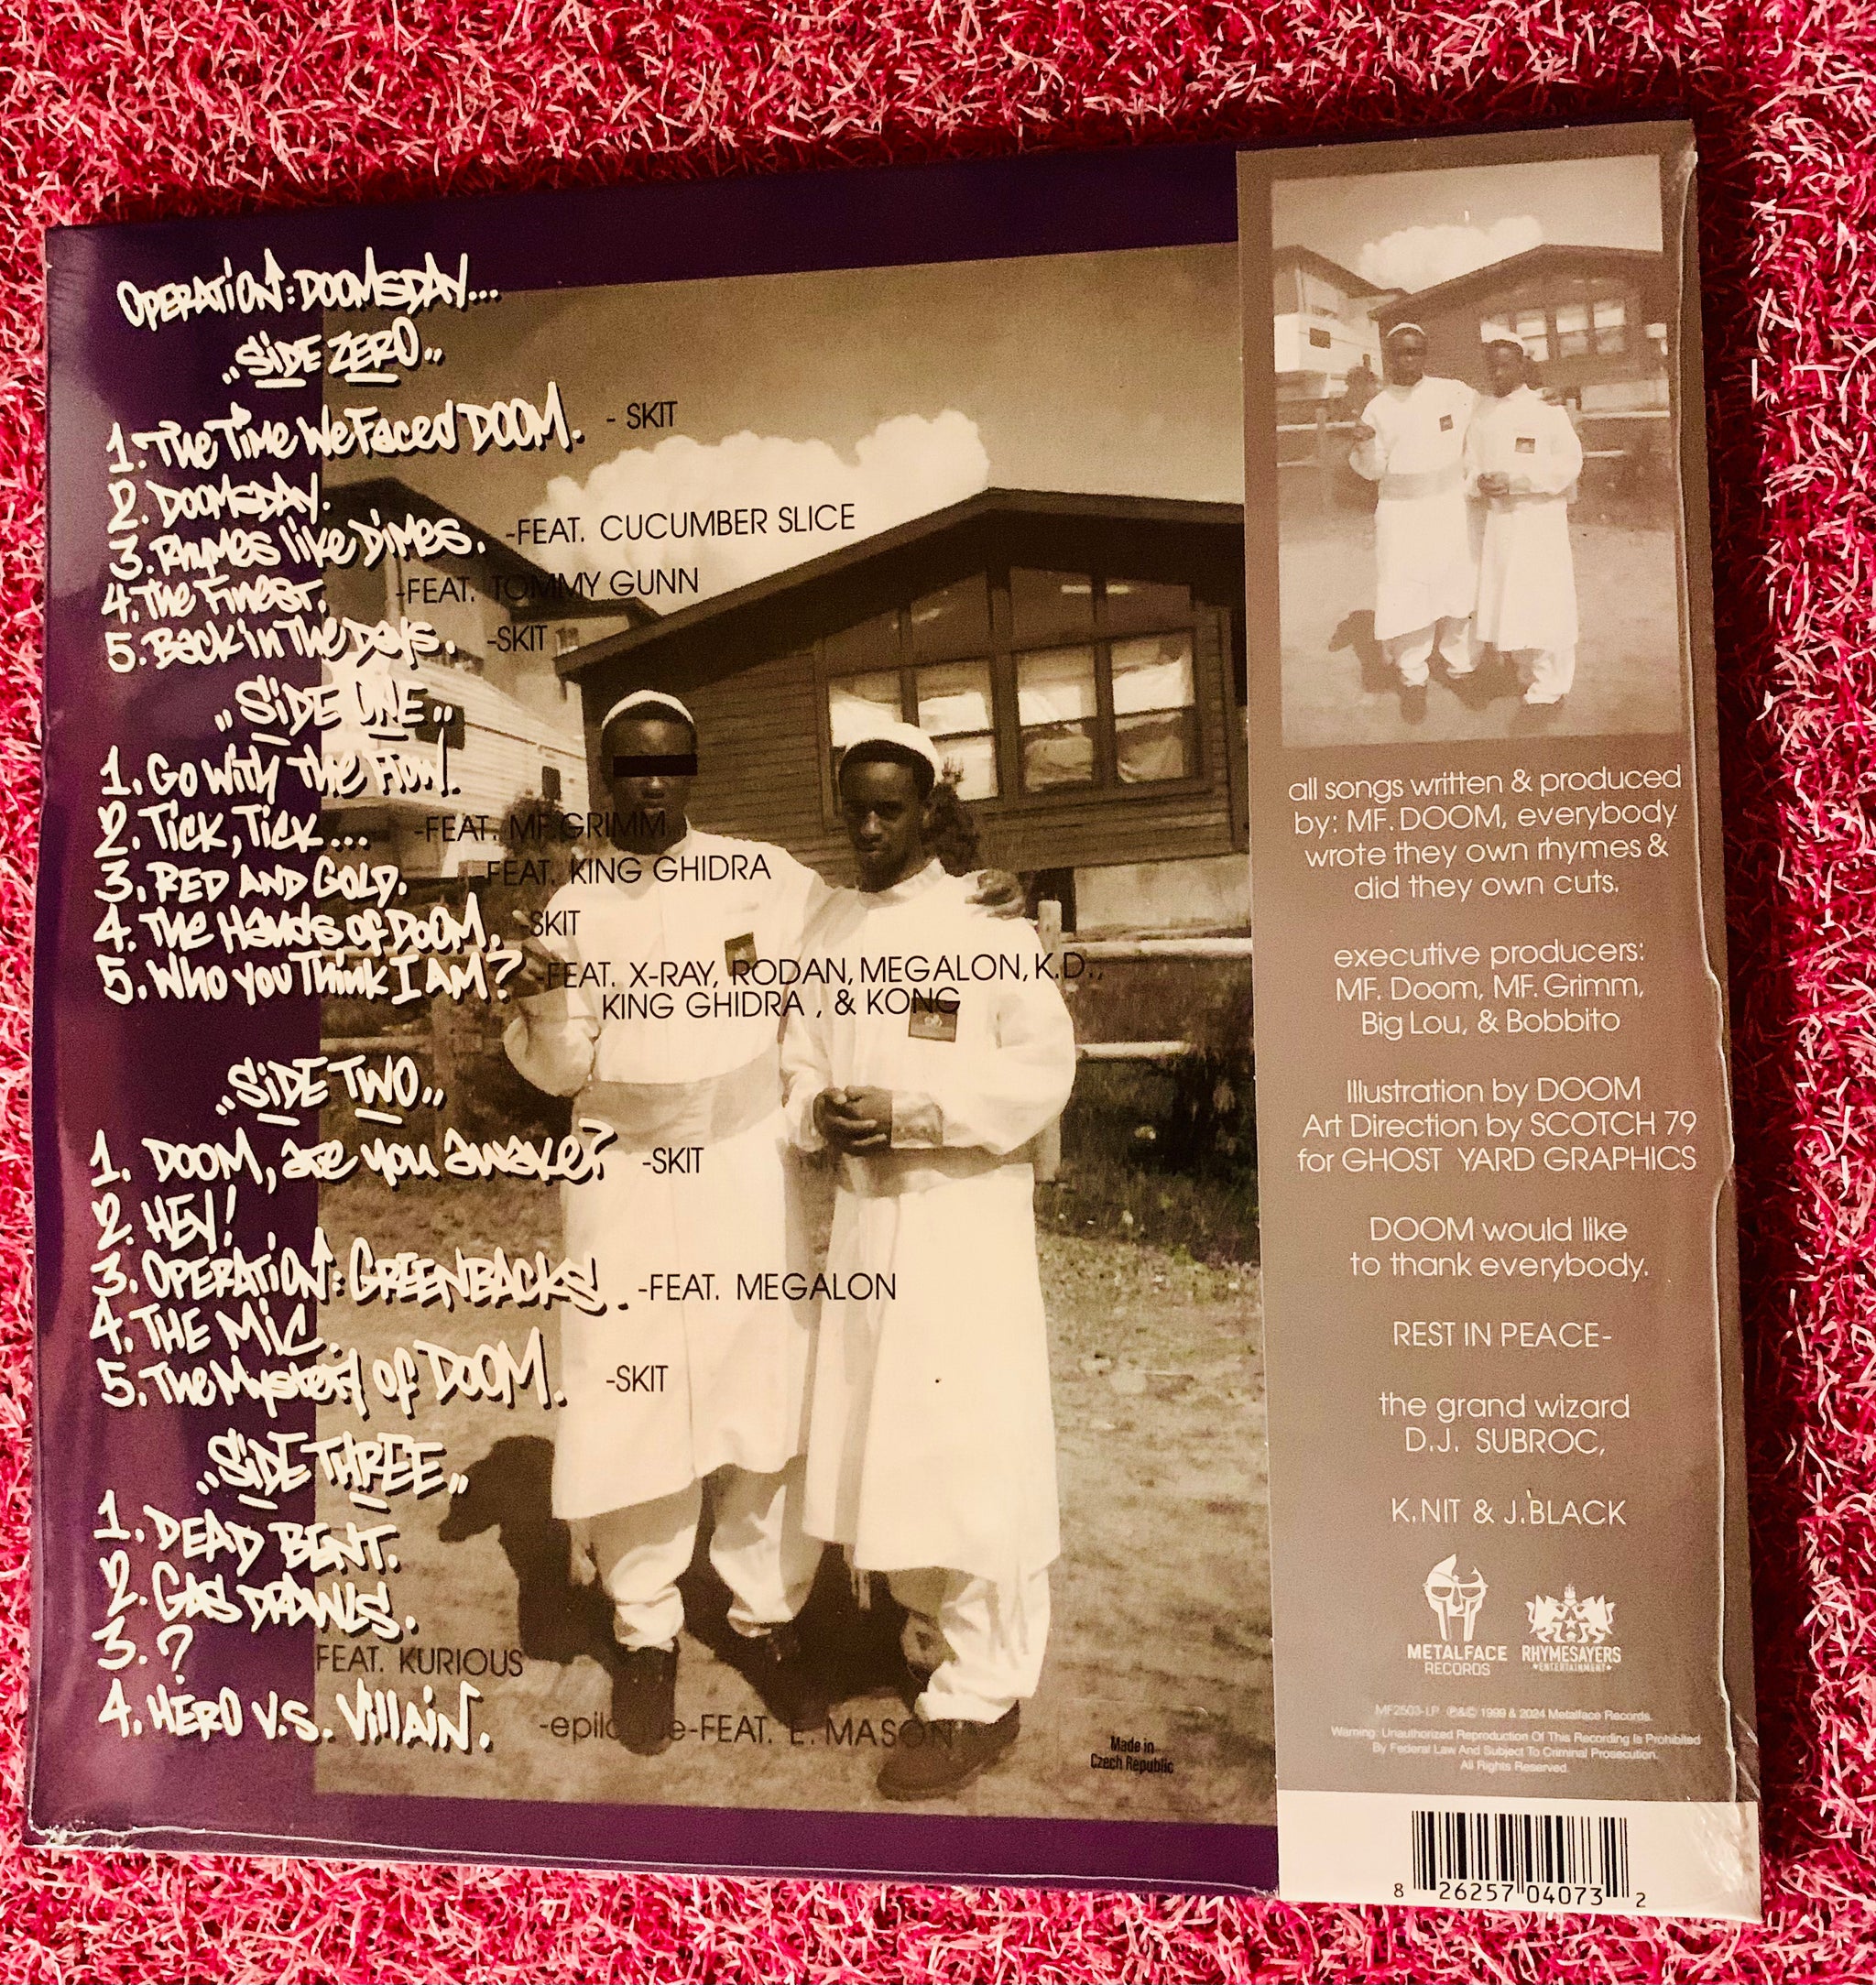 OPERATION: DOOMSDAY...
,,SiDE ZERO,,
1. The Time We Faced DOOM. - SKIT
2. DOOMSDAY.
3. Rhymes like Dimes. -FEAT. CUCUMBER SLICE
4. The Finest. -FEAT. TOMMY GUNN
5. Back in The Days. -SKIT
,,SiDE ONE,,
1. Go With The Flow.
2. Tick, Tick... -FEAT. MF. GRIMM
3. RED AND GOLD. -FEAT. KING GHIDRA
4. The Hands of DOOM. -SKIT
5. Who you Think I AM? -FEAT. X-RAY, RODAN, MEGALON, K.D.,
KING GHIDRA , & KONG
,,SiDE TWO,,
1. DOOM, are you awake? -SKIT
2. HEY!
3. OPERATiON: GREENBACKS. -FEAT. MEGALON
4. THE MiC.
5. The Mystery of DOOM. -SKIT
,,SiDE THREE,,
1. DEAD BENT.
2. GAS DRAWLS.
3. ?
FEAT. KURIOUS
4. HERO V.S. VillAiN. -epilogue-FEAT. E. MASON
Made in
Czech Republic
all songs written & produced
by: MF. DOOM, everybody
wrote they own rhymes &
did they own cuts.
executive producers:
MF. Doom, MF. Grimm,
Big Lou, & Bobbito
Illustration by DOOM
Art Direction by SCOTCH 79
for GHOST YARD GRAPHICS
DOOM would like
to thank everybody.
REST IN PEACE-
the grand wizard
D.J. SUBROC,
K.NIT & J.BLACK
METALFACE
RECORDS
RHYMESAYERS
ENTERTAINMENT
MF2503-LP ℗&© 1999 & 2024 Metalface Records.
Warning: Unauthorized Reproduction Of This Recording Is Prohibited
By Federal Law And Subject To Criminal Prosecution.
All Rights Reserved.
8 26257 04073 2